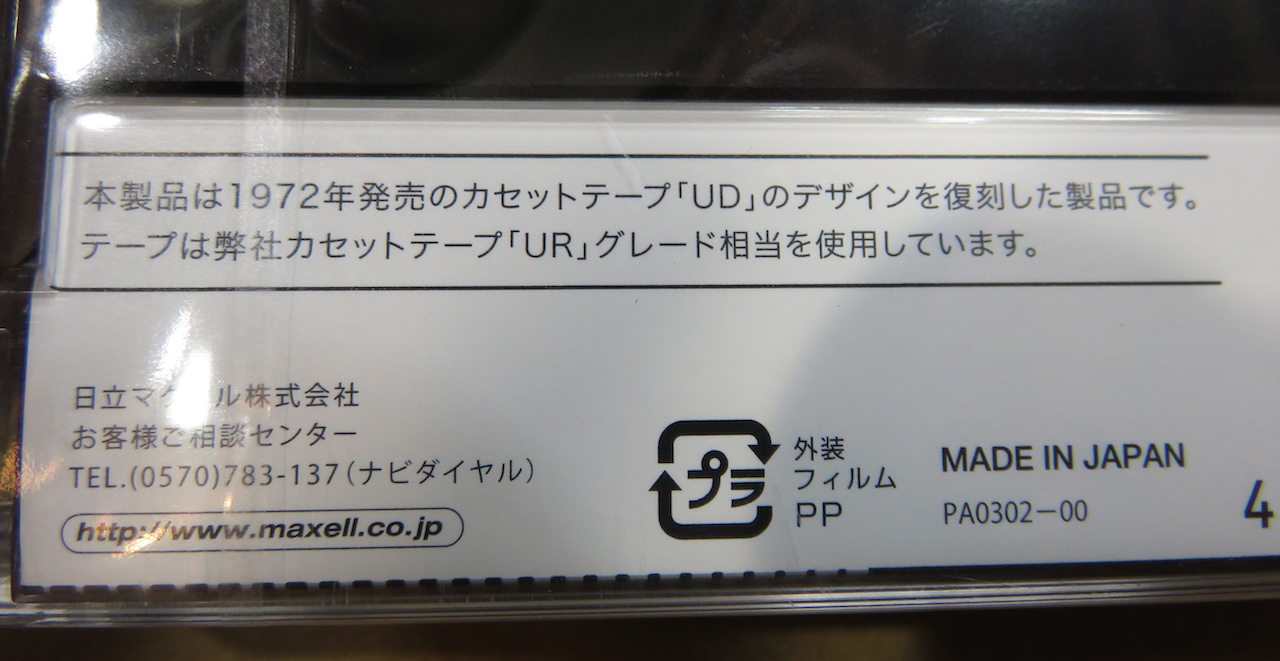 本製品は1972年発売のカセットテープ「UD」のデザインを復刻した製品です。
テープは弊社カセットテープ「UR」グレード相当を使用しています。
日立マクセル株式会社
お客様ご相談センター
TEL.(0570)783-137(ナビダイヤル)
http://www.maxell.co.jp
プラ
外装
フィルム
PP
MADE IN JAPAN
PA0302-00
4